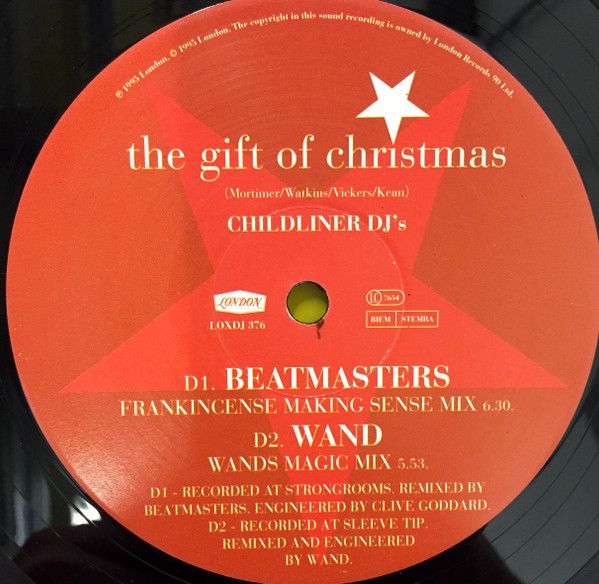 ℗ 1995 London. © 1995 London. The copyright in this sound recording is owned by London Records 90 Ltd.
the gift of christmas
(Mortimer/Watkins/Vickers/Kean)
CHILDLINER DJ's
LONDON
LOXDJ 376
LC 7654
BIEM STEMRA
D1. BEATMASTERS
FRANKINCENSE MAKING SENSE MIX 6.30.
D2. WAND
WANDS MAGIC MIX 5.53.
D1 - RECORDED AT STRONGROOMS. REMIXED BY
BEATMASTERS. ENGINEERED BY CLIVE GODDARD.
D2 - RECORDED AT SLEEVE TIP.
REMIXED AND ENGINEERED
BY WAND.